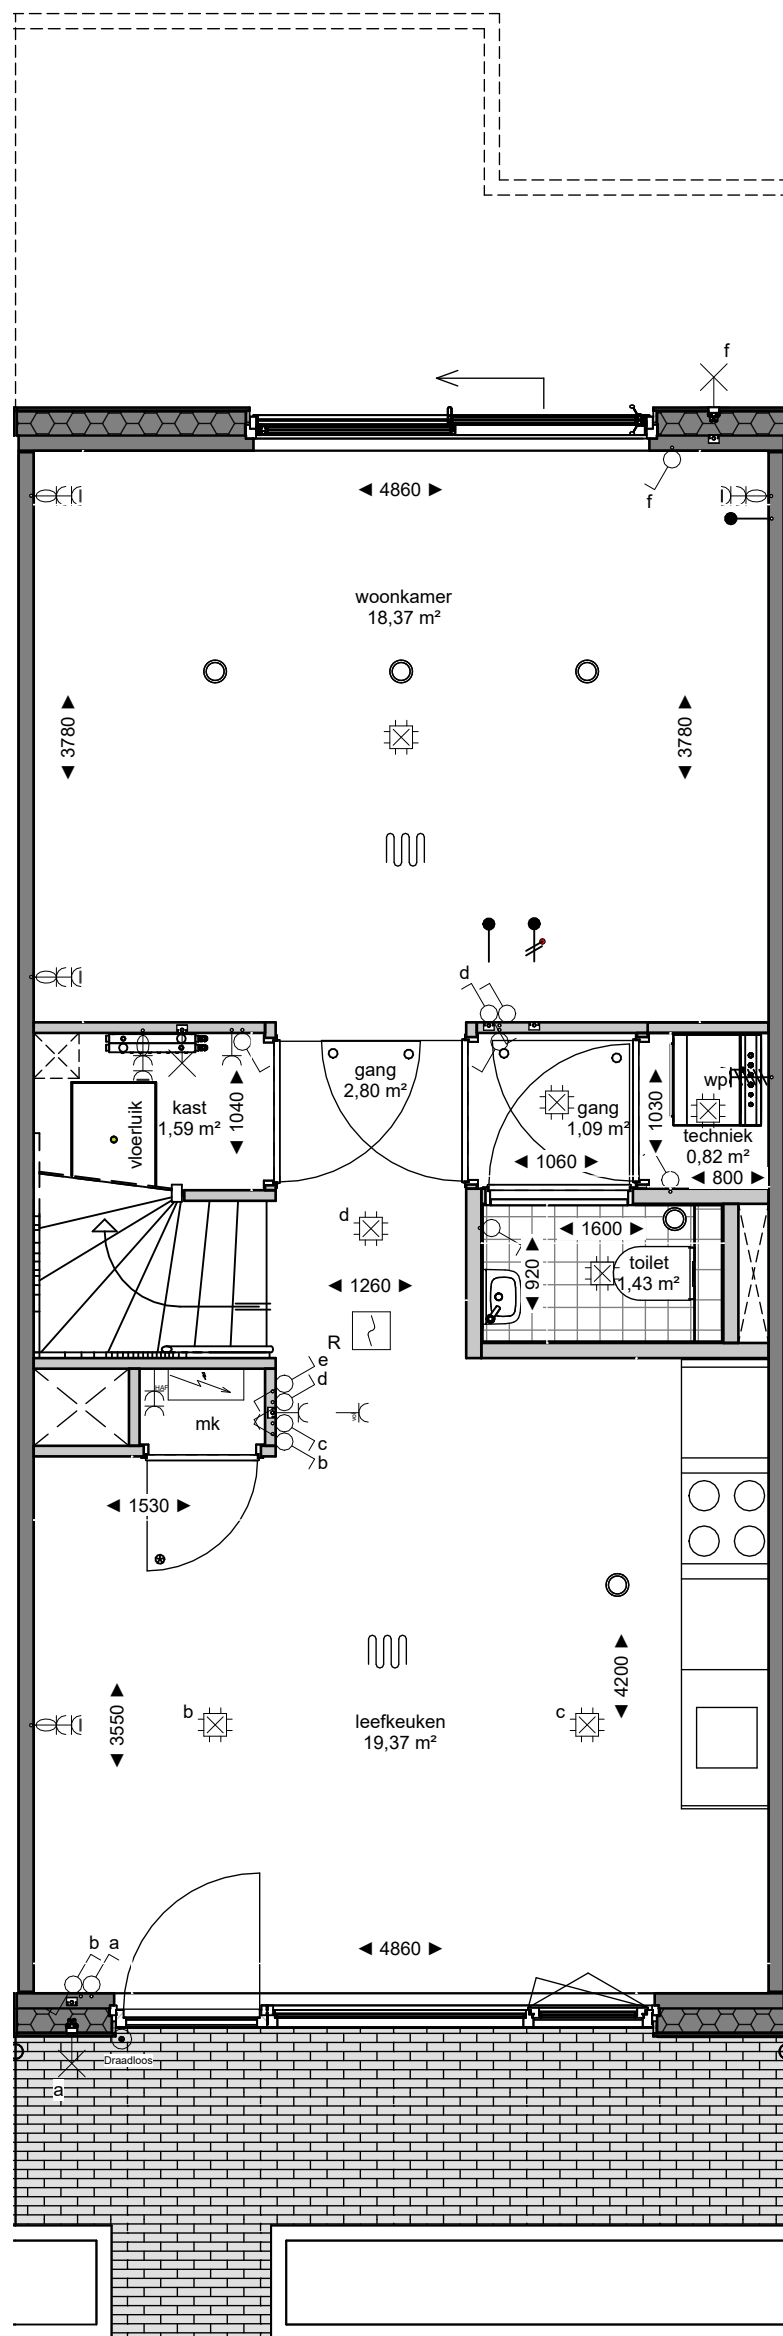 f
◄ 4860 ►
f
woonkamer
18,37 m²
◄ 3780 ►
◄ 3780 ►
d
gang
2,80 m²
vloerluik
kast
1,59 m²
◄ 1040 ►
gang
1,09 m²
◄ 1060 ►
◄ 1030 ►
wp
techniek
0,82 m²
◄ 800 ►
d
◄ 1600 ►
◄ 920 ►
toilet
1,43 m²
◄ 1260 ►
R
e
d
mk
c
b
◄ 1530 ►
◄ 4200 ►
◄ 3550 ►
b
c
leefkeuken
19,37 m²
b a
◄ 4860 ►
Draadloos
a